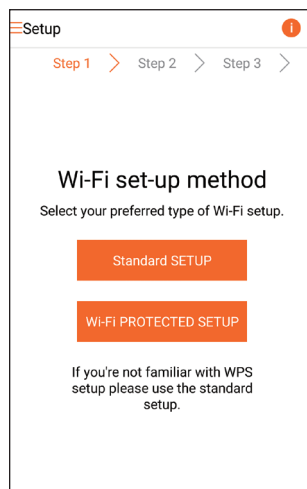 Setup
i
Step 1 Step 2 Step 3
Wi-Fi set-up method
Select your preferred type of Wi-Fi setup.
Standard SETUP
Wi-Fi PROTECTED SETUP
If you're not familiar with WPS
setup please use the standard
setup.